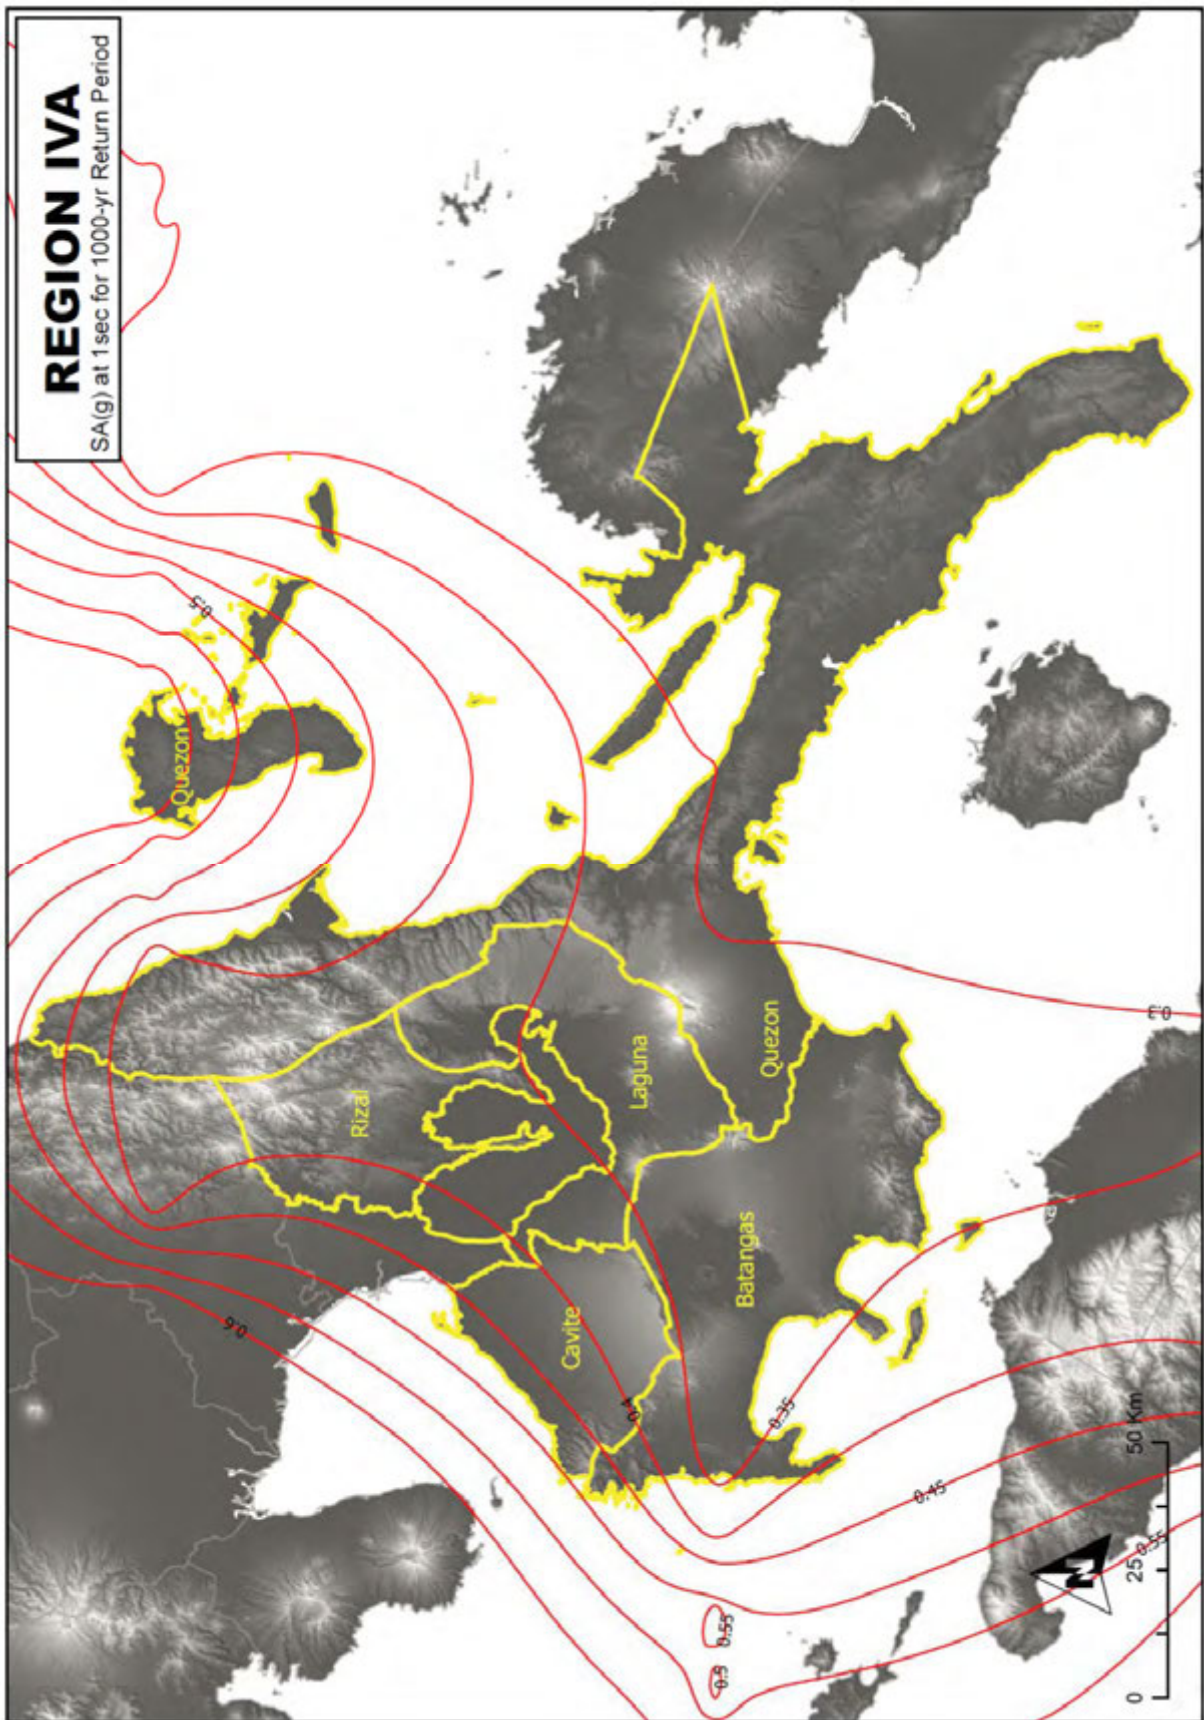 REGION IVA
SA(g) at 1sec for 1000-yr Return Period
0.5
Quezon
0.6
Rizal
Laguna
Quezon
Cavite
Batangas
0.4
0.35
0.3
0.45
0.55
0.55
0.5
N
0 25 50 Km